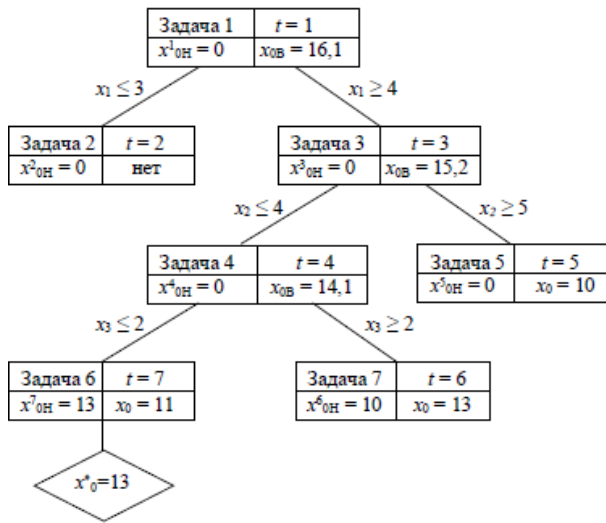 Задача 1 t = 1
x¹₀Н = 0 x₀В = 16,1
x₁ ≤ 3 x₁ ≥ 4
Задача 2 t = 2 Задача 3 t = 3
x²₀Н = 0 нет x³₀Н = 0 x₀В = 15,2
x₂ ≤ 4 x₂ ≥ 5
Задача 4 t = 4 Задача 5 t = 5
x⁴₀Н = 0 x₀В = 14,1 x⁵₀Н = 0 x₀ = 10
x₃ ≤ 2 x₃ ≥ 2
Задача 6 t = 7 Задача 7 t = 6
x⁷₀Н = 13 x₀ = 11 x⁶₀Н = 10 x₀ = 13
x*₀=13